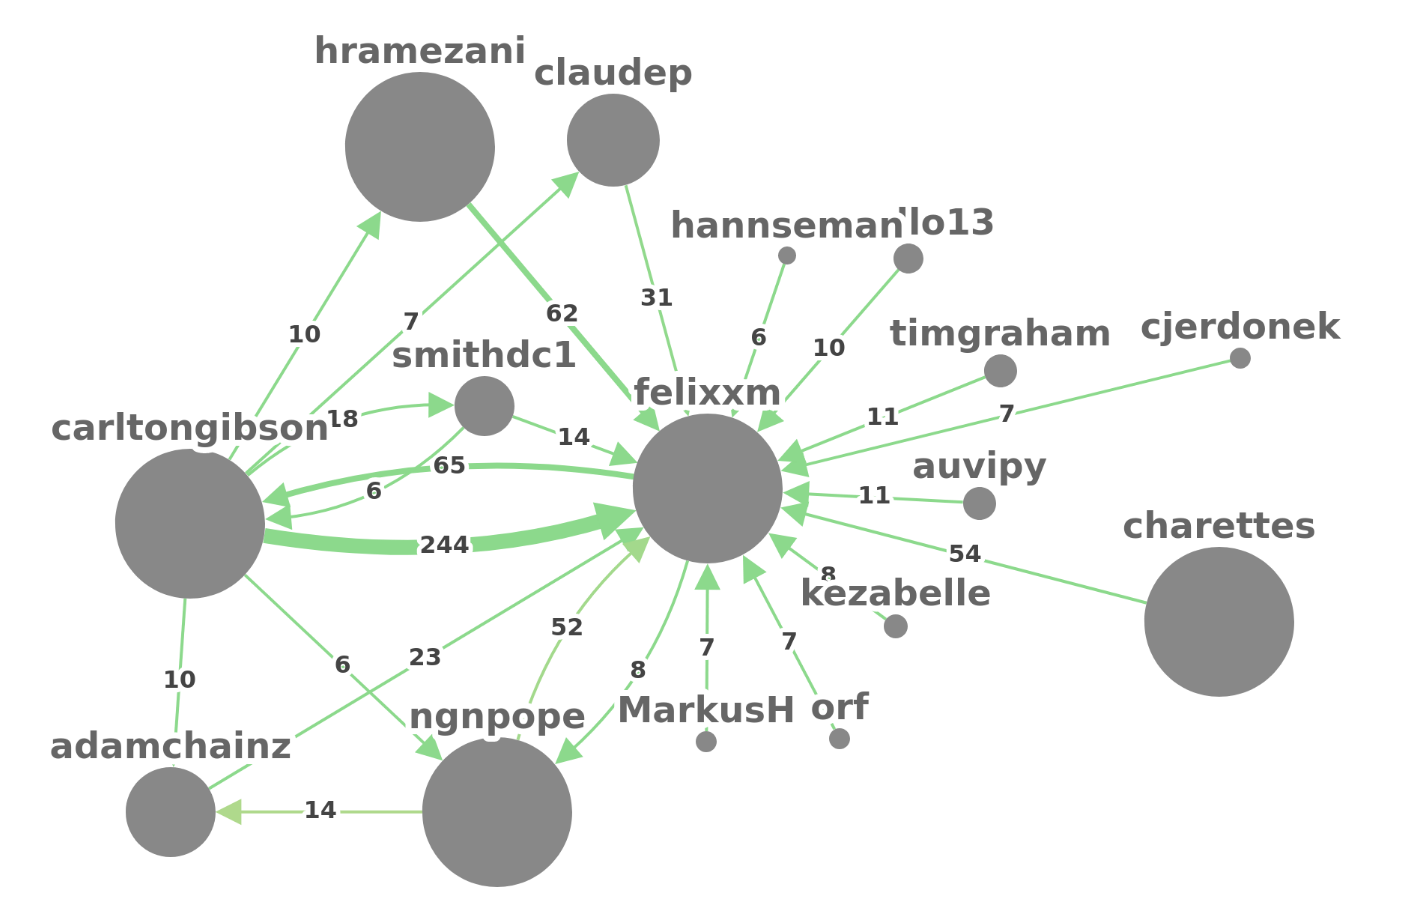 hramezani
claudep
hannseman
lo13
timgraham
cjerdonek
10
7
62
31
6
10
smithdc1
felixxm
11
7
carltongibson
18
14
65
6
auvipy
11
244
charettes
54
8
kezabelle
52
7
7
23
6
8
10
ngnpope
MarkusH
orf
adamchainz
14